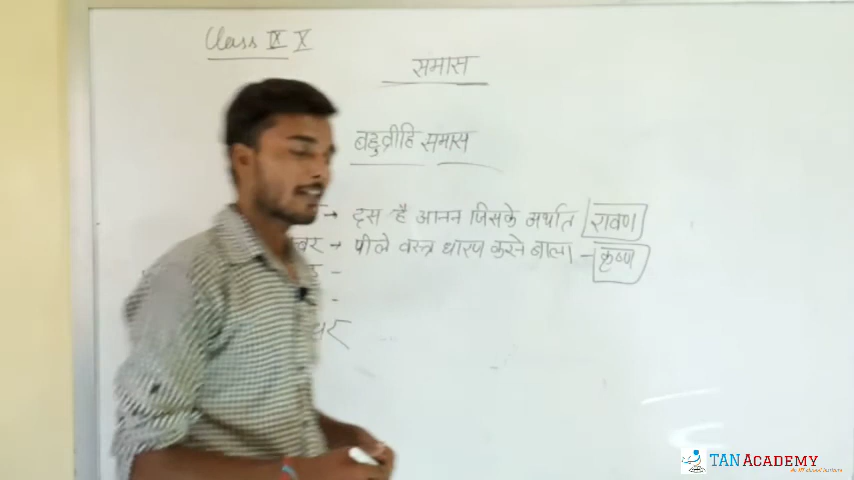 Class IX X
समास
बहुव्रीहि समास
→ दस है आनन जिसके अर्थात रावण
→ पीले वस्त्र धारण करने वाला - कृष्ण
TAN ACADEMY